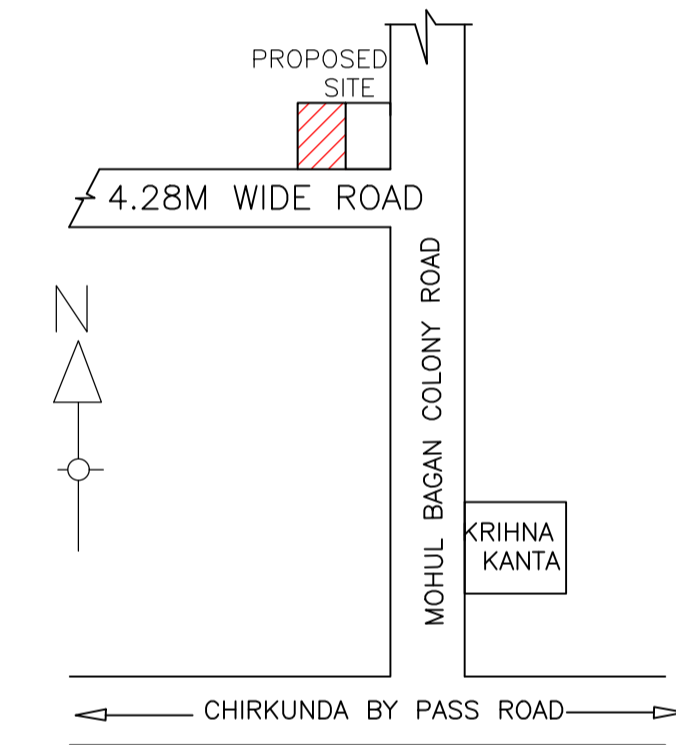 PROPOSED
SITE
4.28M WIDE ROAD
N
MOHUL BAGAN COLONY ROAD
KRIHNA
KANTA
CHIRKUNDA BY PASS ROAD